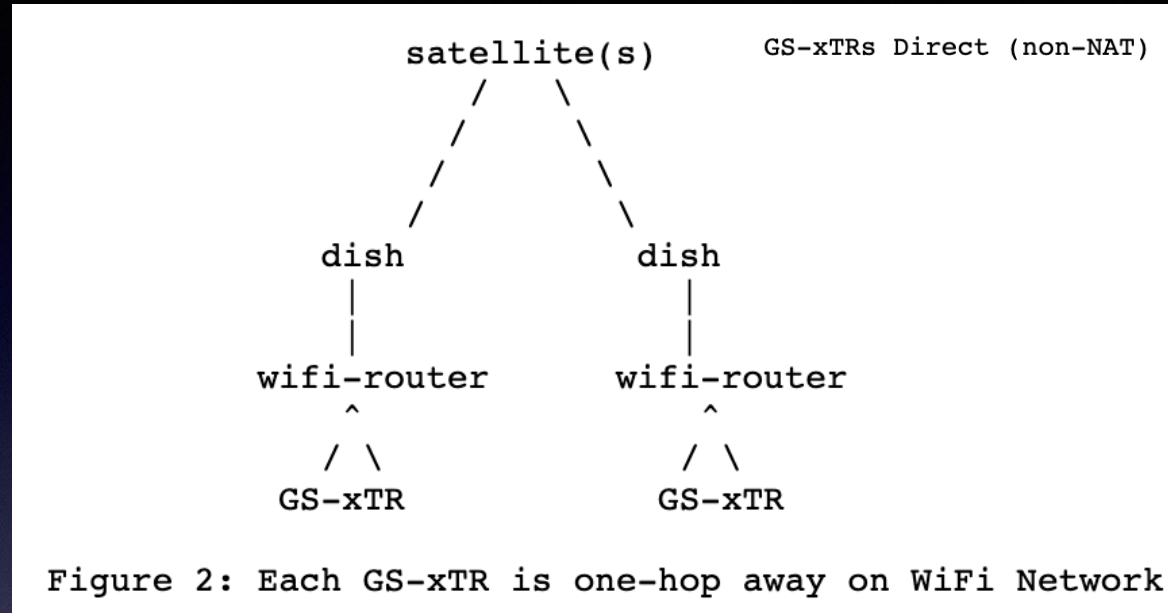 satellite(s) GS-xTRs Direct (non-NAT)
dish dish
wifi-router wifi-router
GS-xTR GS-xTR
Figure 2: Each GS-xTR is one-hop away on WiFi Network